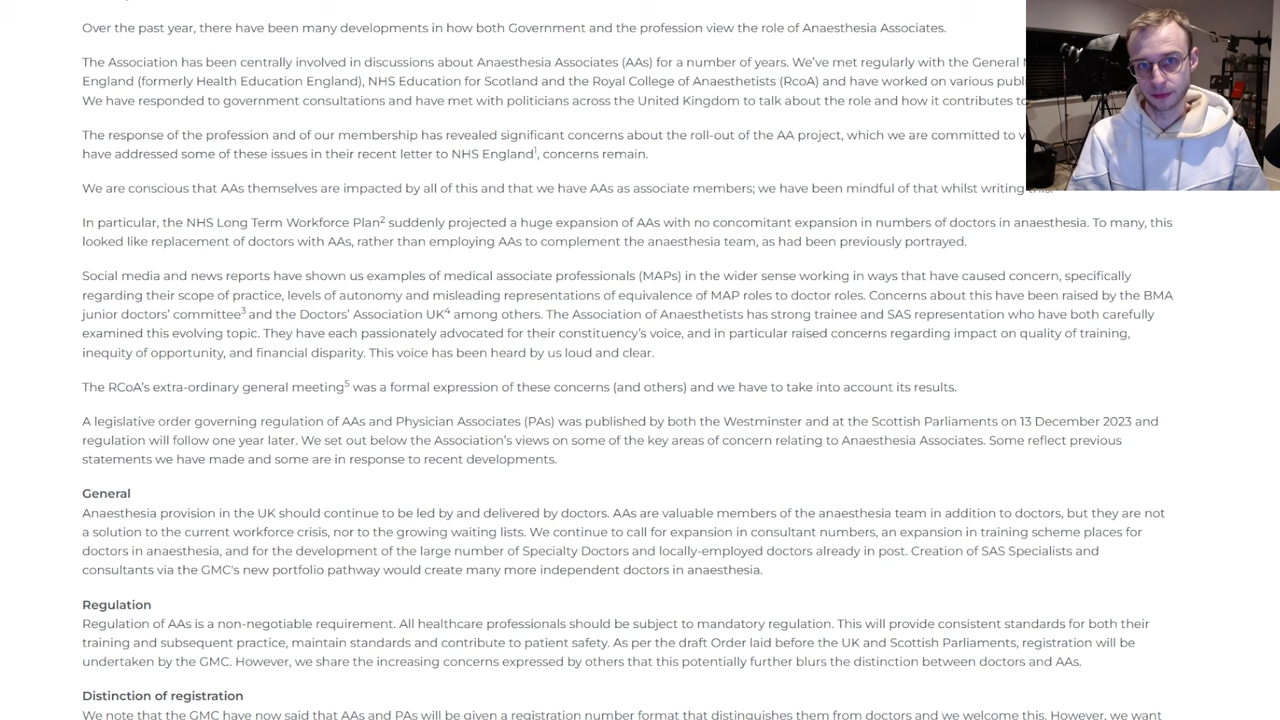 Over the past year, there have been many developments in how both Government and the profession view the role of Anaesthesia Associates.
The Association has been centrally involved in discussions about Anaesthesia Associates (AAs) for a number of years. We've met regularly with the General
England (formerly Health Education England), NHS Education for Scotland and the Royal College of Anaesthetists (RcoA) and have worked on various
We have responded to government consultations and have met with politicians across the United Kingdom to talk about the role and how it contributes to
The response of the profession and of our membership has revealed significant concerns about the roll-out of the AA project, which we are committed to
have addressed some of these issues in their recent letter to NHS England1, concerns remain.
We are conscious that AAs themselves are impacted by all of this and that we have AAs as associate members; we have been mindful of that whilst writing this.
In particular, the NHS Long Term Workforce Plan2 suddenly projected a huge expansion of AAs with no concomitant expansion in numbers of doctors in anaesthesia. To many, this
looked like replacement of doctors with AAs, rather than employing AAs to complement the anaesthesia team, as had been previously portrayed.
Social media and news reports have shown us examples of medical associate professionals (MAPs) in the wider sense working in ways that have caused concern, specifically
regarding their scope of practice, levels of autonomy and misleading representations of equivalence of MAP roles to doctor roles. Concerns about this have been raised by the BMA
junior doctors' committee3 and the Doctors' Association UK4 among others. The Association of Anaesthetists has strong trainee and SAS representation who have both carefully
examined this evolving topic. They have each passionately advocated for their constituency's voice, and in particular raised concerns regarding impact on quality of training,
inequity of opportunity, and financial disparity. This voice has been heard by us loud and clear.
The RCoA's extra-ordinary general meeting5 was a formal expression of these concerns (and others) and we have to take into account its results.
A legislative order governing regulation of AAs and Physician Associates (PAs) was published by both the Westminster and at the Scottish Parliaments on 13 December 2023 and
regulation will follow one year later. We set out below the Association's views on some of the key areas of concern relating to Anaesthesia Associates. Some reflect previous
statements we have made and some are in response to recent developments.
General
Anaesthesia provision in the UK should continue to be led by and delivered by doctors. AAs are valuable members of the anaesthesia team in addition to doctors, but they are not
a solution to the current workforce crisis, nor to the growing waiting lists. We continue to call for expansion in consultant numbers, an expansion in training scheme places for
doctors in anaesthesia, and for the development of the large number of Specialty Doctors and locally-employed doctors already in post. Creation of SAS Specialists and
consultants via the GMC's new portfolio pathway would create many more independent doctors in anaesthesia.
Regulation
Regulation of AAs is a non-negotiable requirement. All healthcare professionals should be subject to mandatory regulation. This will provide consistent standards for both their
training and subsequent practice, maintain standards and contribute to patient safety. As per the draft Order laid before the UK and Scottish Parliaments, registration will be
undertaken by the GMC. However, we share the increasing concerns expressed by others that this potentially further blurs the distinction between doctors and AAs.
Distinction of registration
We note that the GMC have now said that AAs and PAs will be given a registration number format that distinguishes them from doctors and we welcome this. However, we want